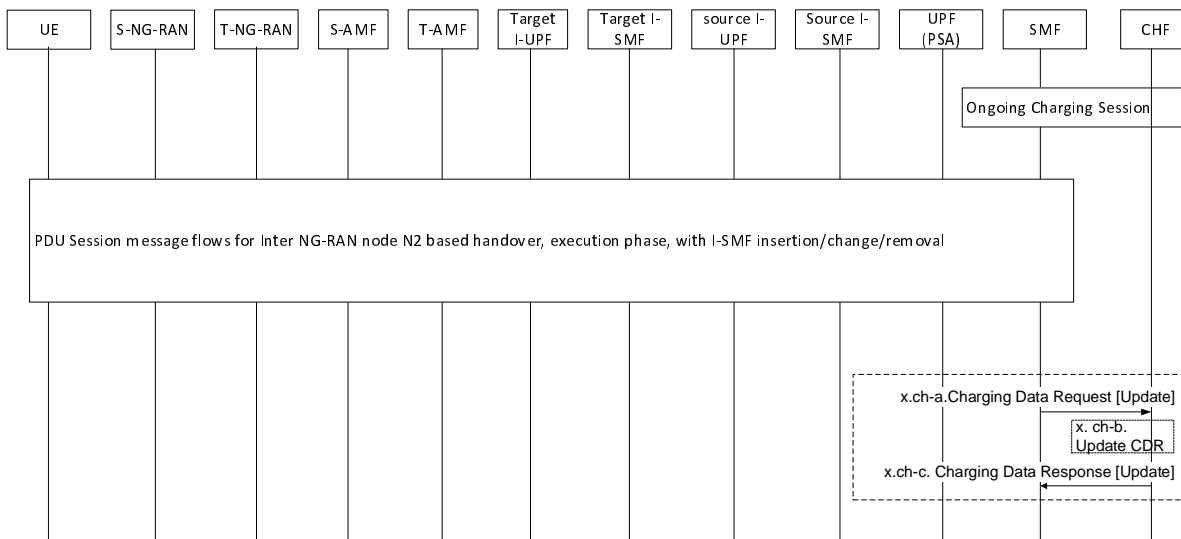 UE
S-NG-RAN
T-NG-RAN
S-AMF
T-AMF
Target
I-UPF
Target I-
SMF
source I-
UPF
Source I-
SMF
UPF
(PSA)
SMF
CHF
Ongoing Charging Session
PDU Session message flows for Inter NG-RAN node N2 based handover, execution phase, with I-SMF insertion/change/removal
x.ch-a.Charging Data Request [Update]
x. ch-b.
Update CDR
x.ch-c. Charging Data Response [Update]